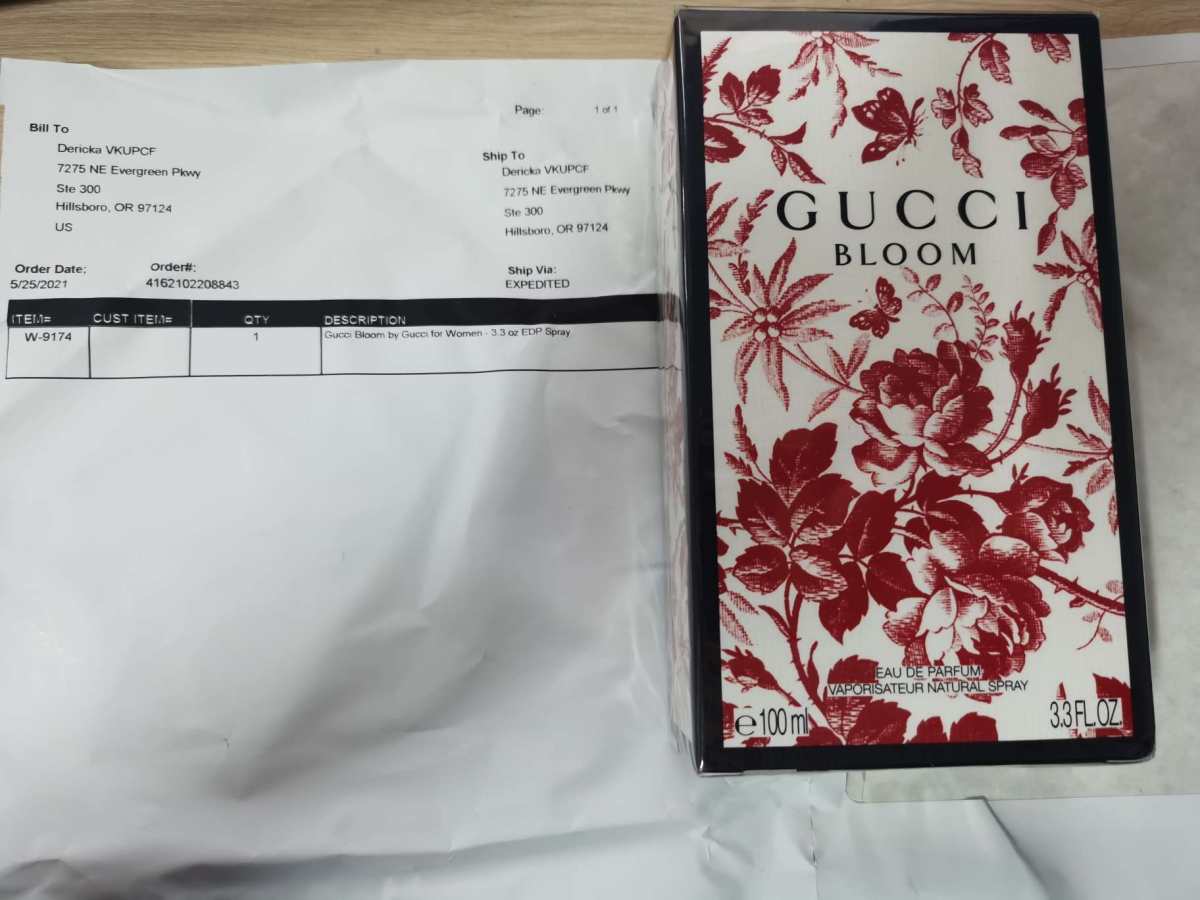 Page: 1 of 1
Bill To
Dericka VKUPCF
7275 NE Evergreen Pkwy
Ste 300
Hillsboro, OR 97124
US
Ship To
Dericka VKUPCF
7275 NE Evergreen Pkwy
Ste 300
Hillsboro, OR 97124
Order Date: Order#: Ship Via:
5/25/2021 4162102208843 EXPEDITED
ITEM# CUST ITEM# QTY DESCRIPTION
W-9174 1 Gucci Bloom by Gucci for Women - 3.3 oz EDP Spray
GUCCI
BLOOM
EAU DE PARFUM
VAPORISATEUR NATURAL SPRAY
℮ 100 ml 3.3 FL.OZ.